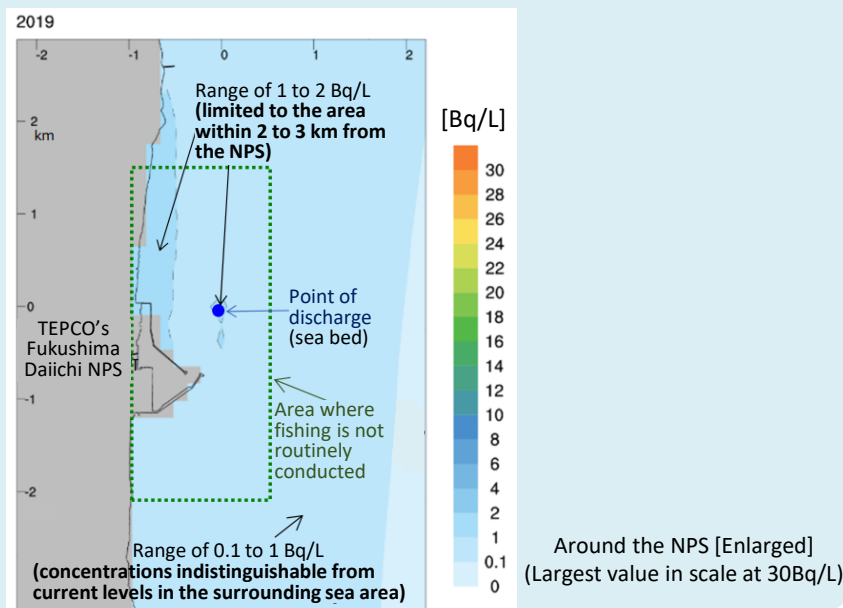 2019
-2
-1
0
1
2
2
km
1
0
-1
-2
Range of 1 to 2 Bq/L
(limited to the area
within 2 to 3 km from
the NPS)
Point of
discharge
(sea bed)
TEPCO's
Fukushima
Daiichi NPS
Area where
fishing is not
routinely
conducted
Range of 0.1 to 1 Bq/L
(concentrations indistinguishable from
current levels in the surrounding sea area)
[Bq/L]
30
28
26
24
22
20
18
16
14
12
10
8
6
4
2
1
0.1
0
Around the NPS [Enlarged]
(Largest value in scale at 30Bq/L)